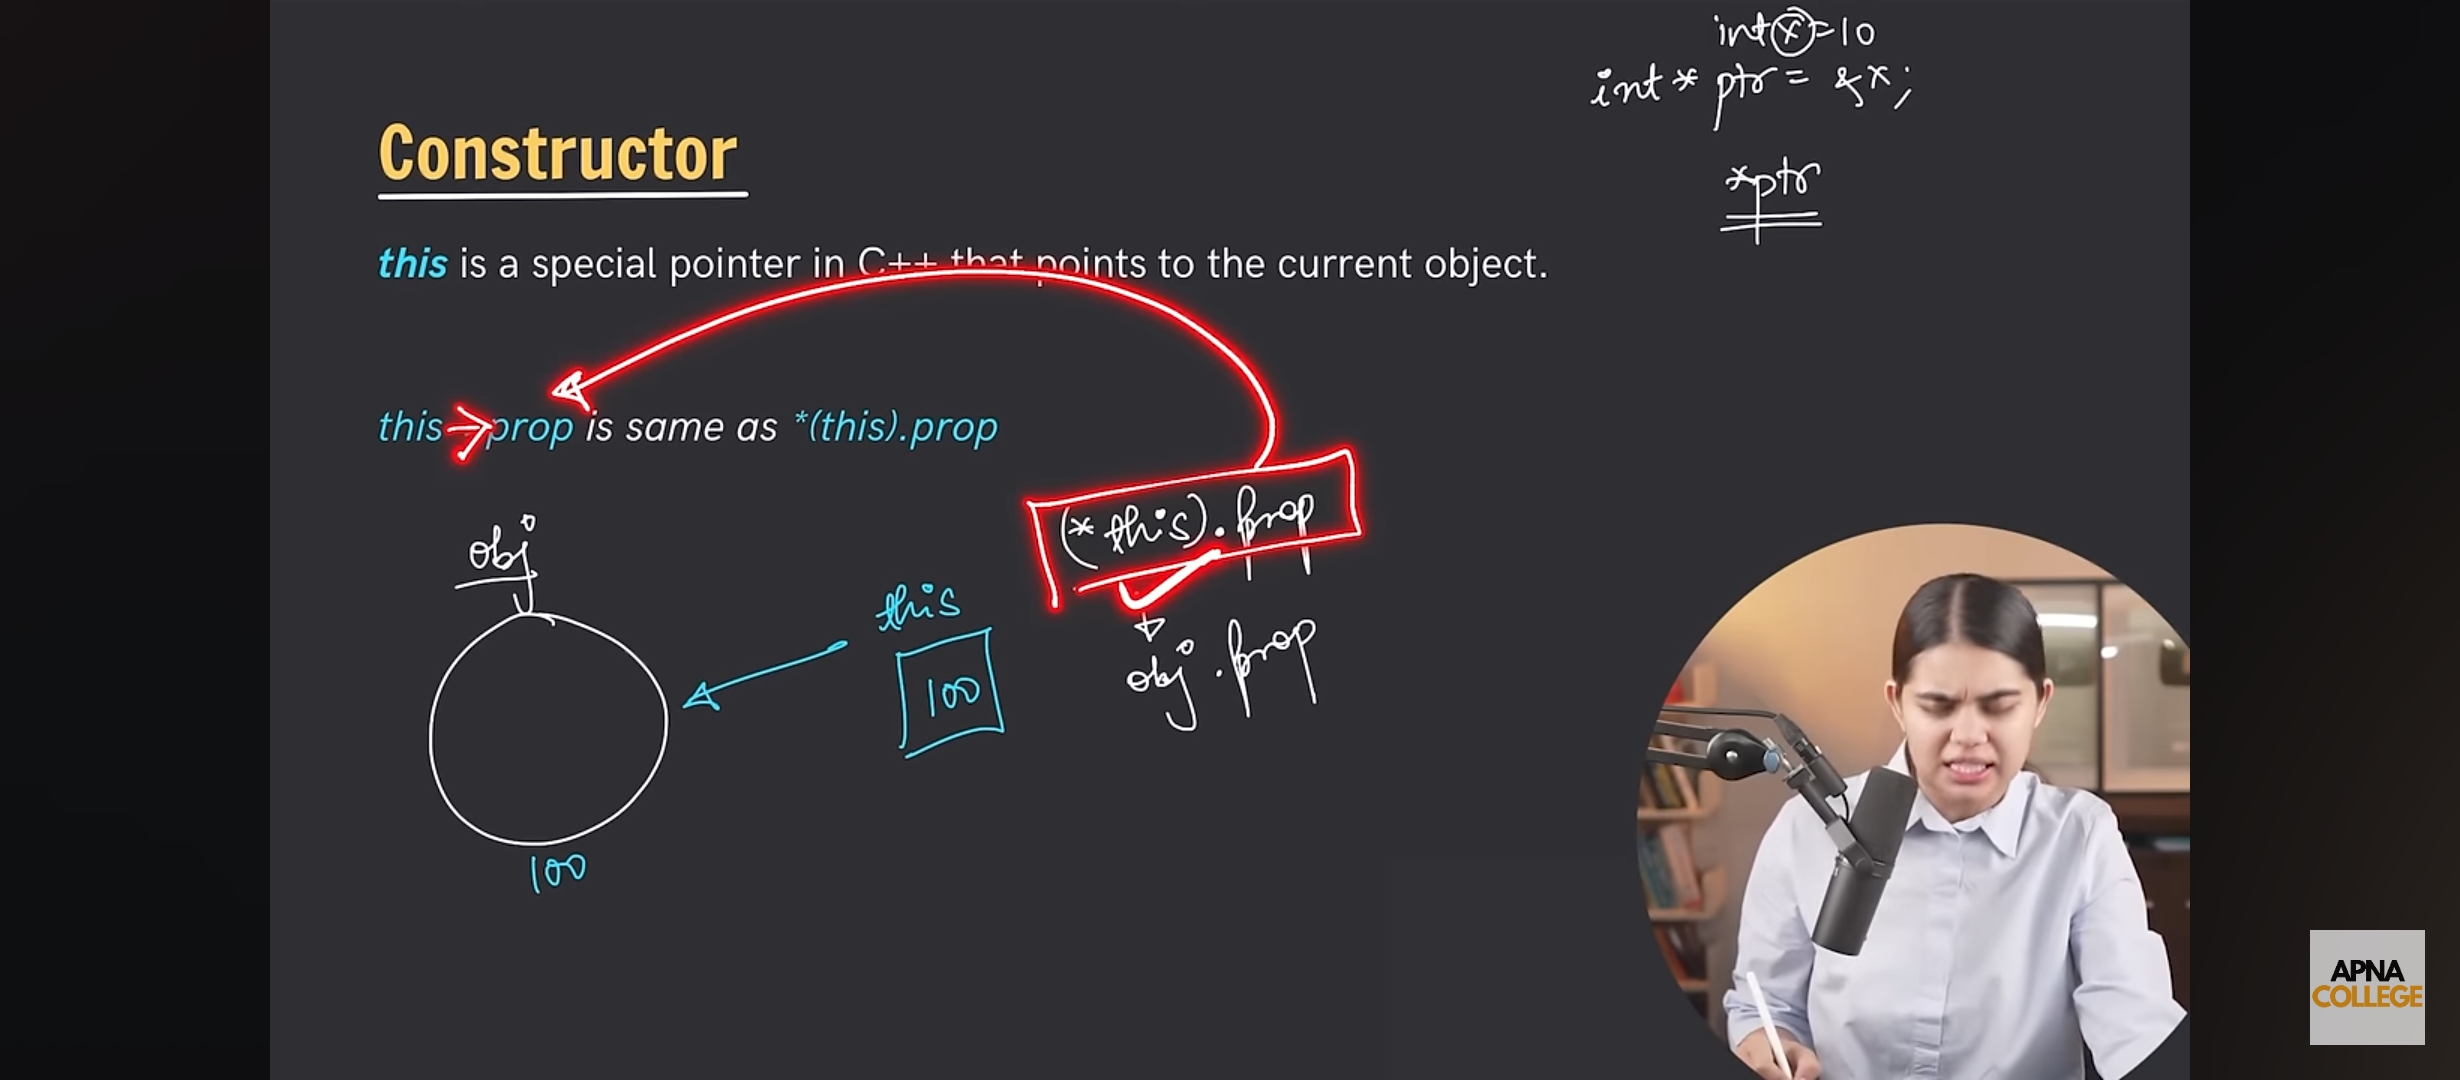 int x = 10
int * ptr = &x;
*ptr
Constructor
this is a special pointer in C++ that points to the current object.
this->prop is same as *(this).prop
(*this).prop
obj
this
100
obj.prop
100
APNA
COLLEGE